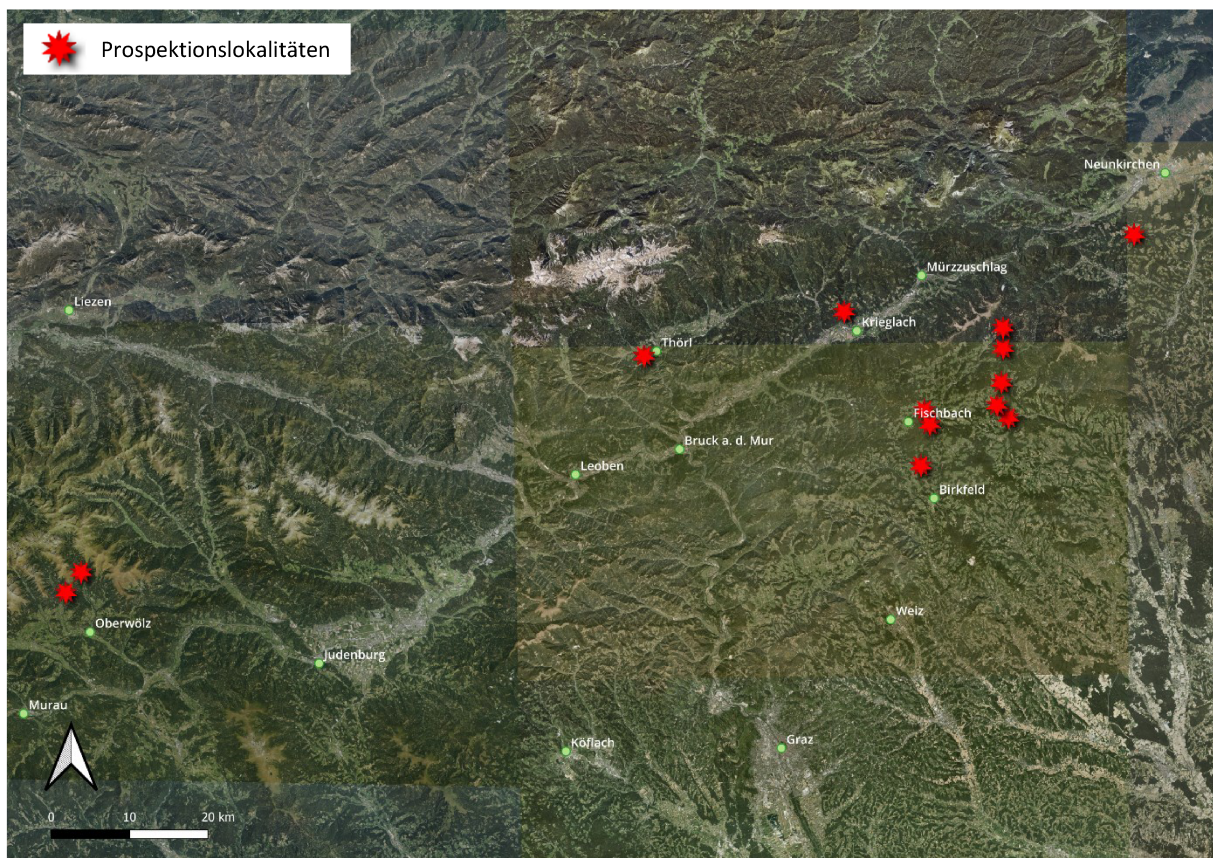 Prospektionslokalitäten
Neunkirchen
Mürzzuschlag
Liezen
Krieglach
Thörl
Fischbach
Bruck a. d. Mur
Leoben
Birkfeld
Weiz
Oberwölz
Judenburg
Murau
Köflach
Graz
0 10 20 km